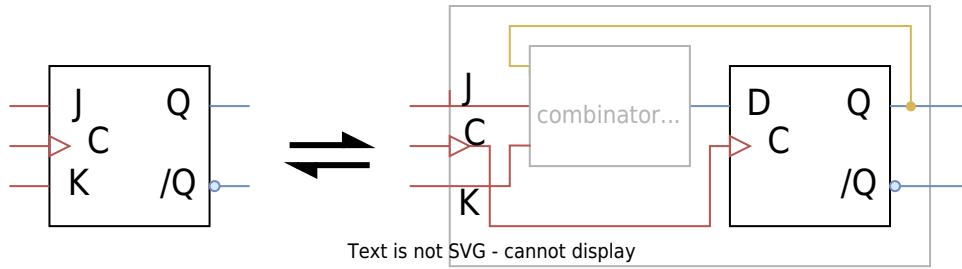 J
Q
C
K
/Q
J
C
K
combinator...
D
Q
C
/Q
Text is not SVG - cannot display